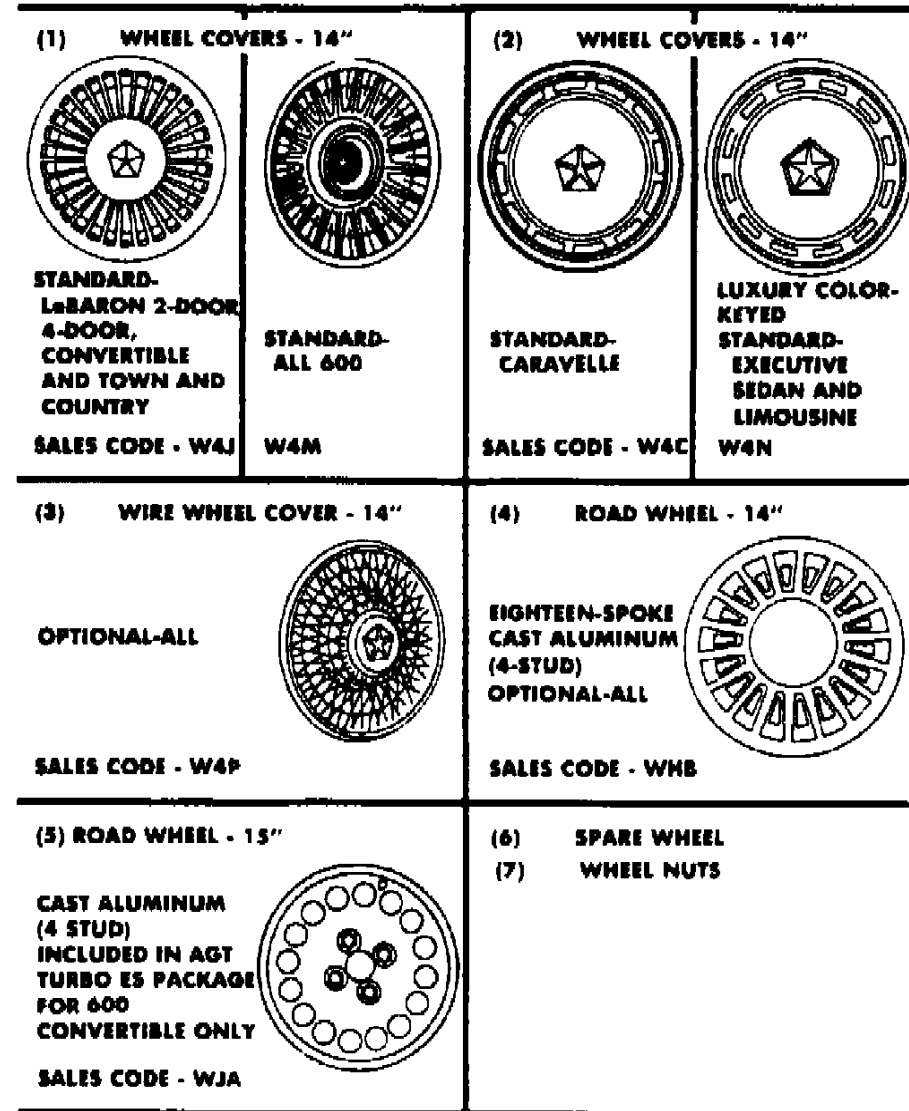 (1) WHEEL COVERS - 14"
STANDARD-
LeBARON 2-DOOR,
4-DOOR,
CONVERTIBLE
AND TOWN AND
COUNTRY
SALES CODE - W4J
STANDARD-
ALL 600
W4M
(2) WHEEL COVERS - 14"
STANDARD-
CARAVELLE
SALES CODE - W4C
LUXURY COLOR-
KEYED
STANDARD-
EXECUTIVE
SEDAN AND
LIMOUSINE
W4N
(3) WIRE WHEEL COVER - 14"
OPTIONAL-ALL
SALES CODE - W4P
(4) ROAD WHEEL - 14"
EIGHTEEN-SPOKE
CAST ALUMINUM
(4-STUD)
OPTIONAL-ALL
SALES CODE - WHB
(5) ROAD WHEEL - 15"
CAST ALUMINUM
(4 STUD)
INCLUDED IN AGT
TURBO ES PACKAGE
FOR 600
CONVERTIBLE ONLY
SALES CODE - WJA
(6) SPARE WHEEL
(7) WHEEL NUTS